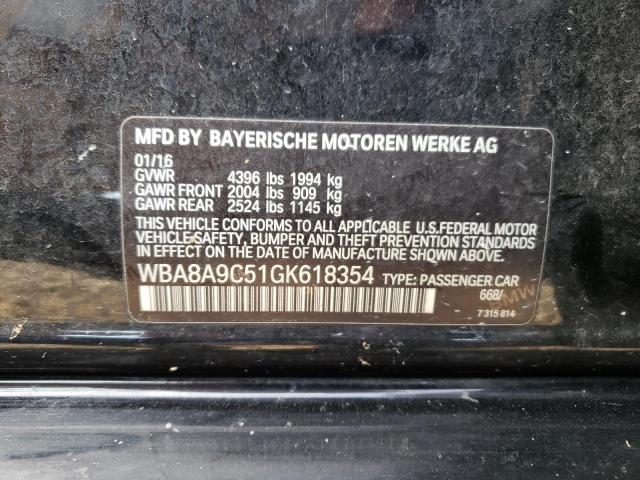 MFD BY BAYERISCHE MOTOREN WERKE AG
01/16
GVWR 4396 lbs 1994 kg
GAWR FRONT 2004 lbs 909 kg
GAWR REAR 2524 lbs 1145 kg
THIS VEHICLE CONFORMS TO ALL APPLICABLE U.S.FEDERAL MOTOR
VEHICLE SAFETY, BUMPER AND THEFT PREVENTION STANDARDS
IN EFFECT ON THE DATE OF MANUFACTURE SHOWN ABOVE.
WBA8A9C51GK618354 TYPE: PASSENGER CAR
668/
7 315 814